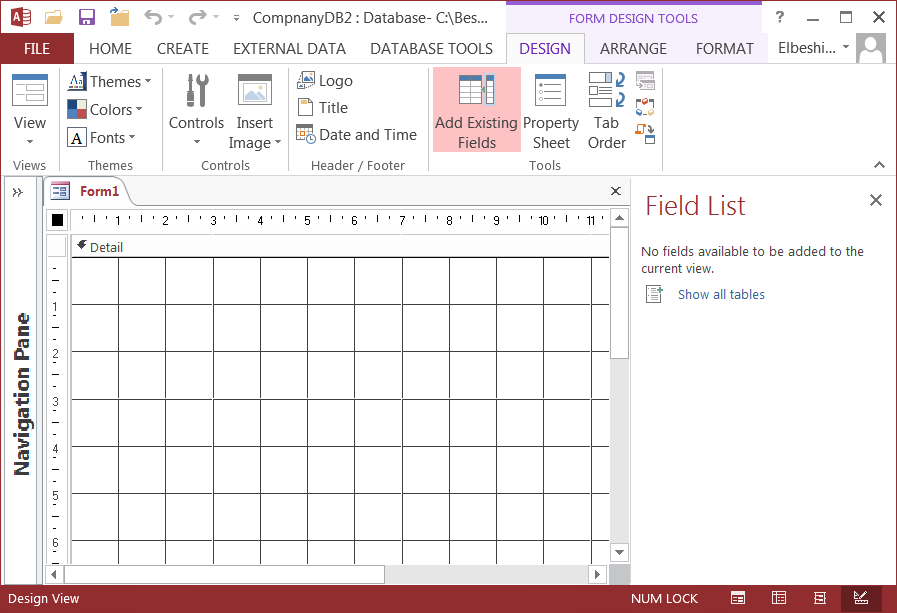 CompnanyDB2 : Database- C:\Bes...
FORM DESIGN TOOLS
?
FILE
HOME
CREATE
EXTERNAL DATA
DATABASE TOOLS
DESIGN
ARRANGE
FORMAT
Elbeshi...
View
Aa Themes
Colors
A Fonts
Controls
Insert
Image
Logo
Title
Date and Time
Add Existing
Fields
Property
Sheet
Tab
Order
Views
Themes
Controls
Header / Footer
Tools
Form1
1 2 3 4 5 6 7 8 9 10 11
Detail
1
2
3
4
5
6
Navigation Pane
Field List
No fields available to be added to the
current view.
Show all tables
Design View
NUM LOCK